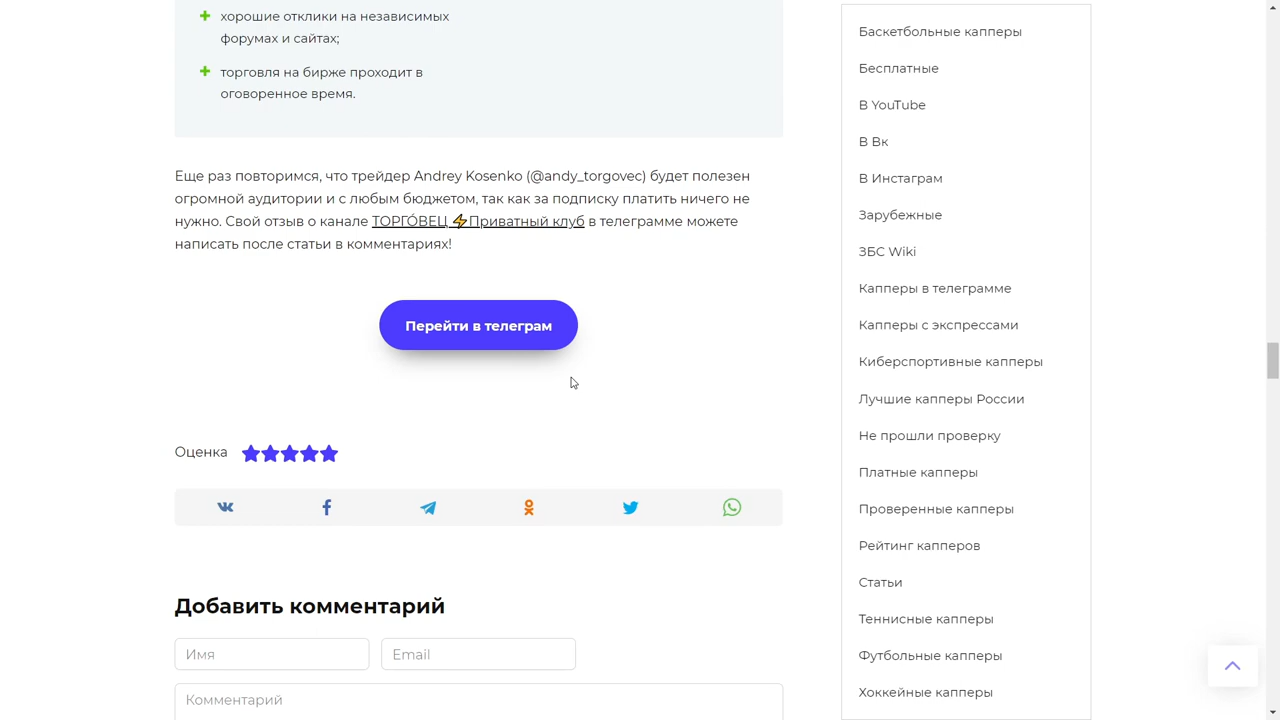 хорошие отклики на независимых
форумах и сайтах;
торговля на бирже проходит в
оговоренное время.
Еще раз повторимся, что трейдер Andrey Kosenko (@andy_torgovec) будет полезен
огромной аудитории и с любым бюджетом, так как за подписку платить ничего не
нужно. Свой отзыв о канале ТОРГО́ВЕЦ ⚡Приватный клуб в телеграмме можете
написать после статьи в комментариях!
Перейти в телеграм
Оценка
Добавить комментарий
Имя
Email
Комментарий
Баскетбольные капперы
Бесплатные
В YouTube
В Вк
В Инстаграм
Зарубежные
ЗБС Wiki
Капперы в телеграмме
Капперы с экспрессами
Киберспортивные капперы
Лучшие капперы России
Не прошли проверку
Платные капперы
Проверенные капперы
Рейтинг капперов
Статьи
Теннисные капперы
Футбольные капперы
Хоккейные капперы